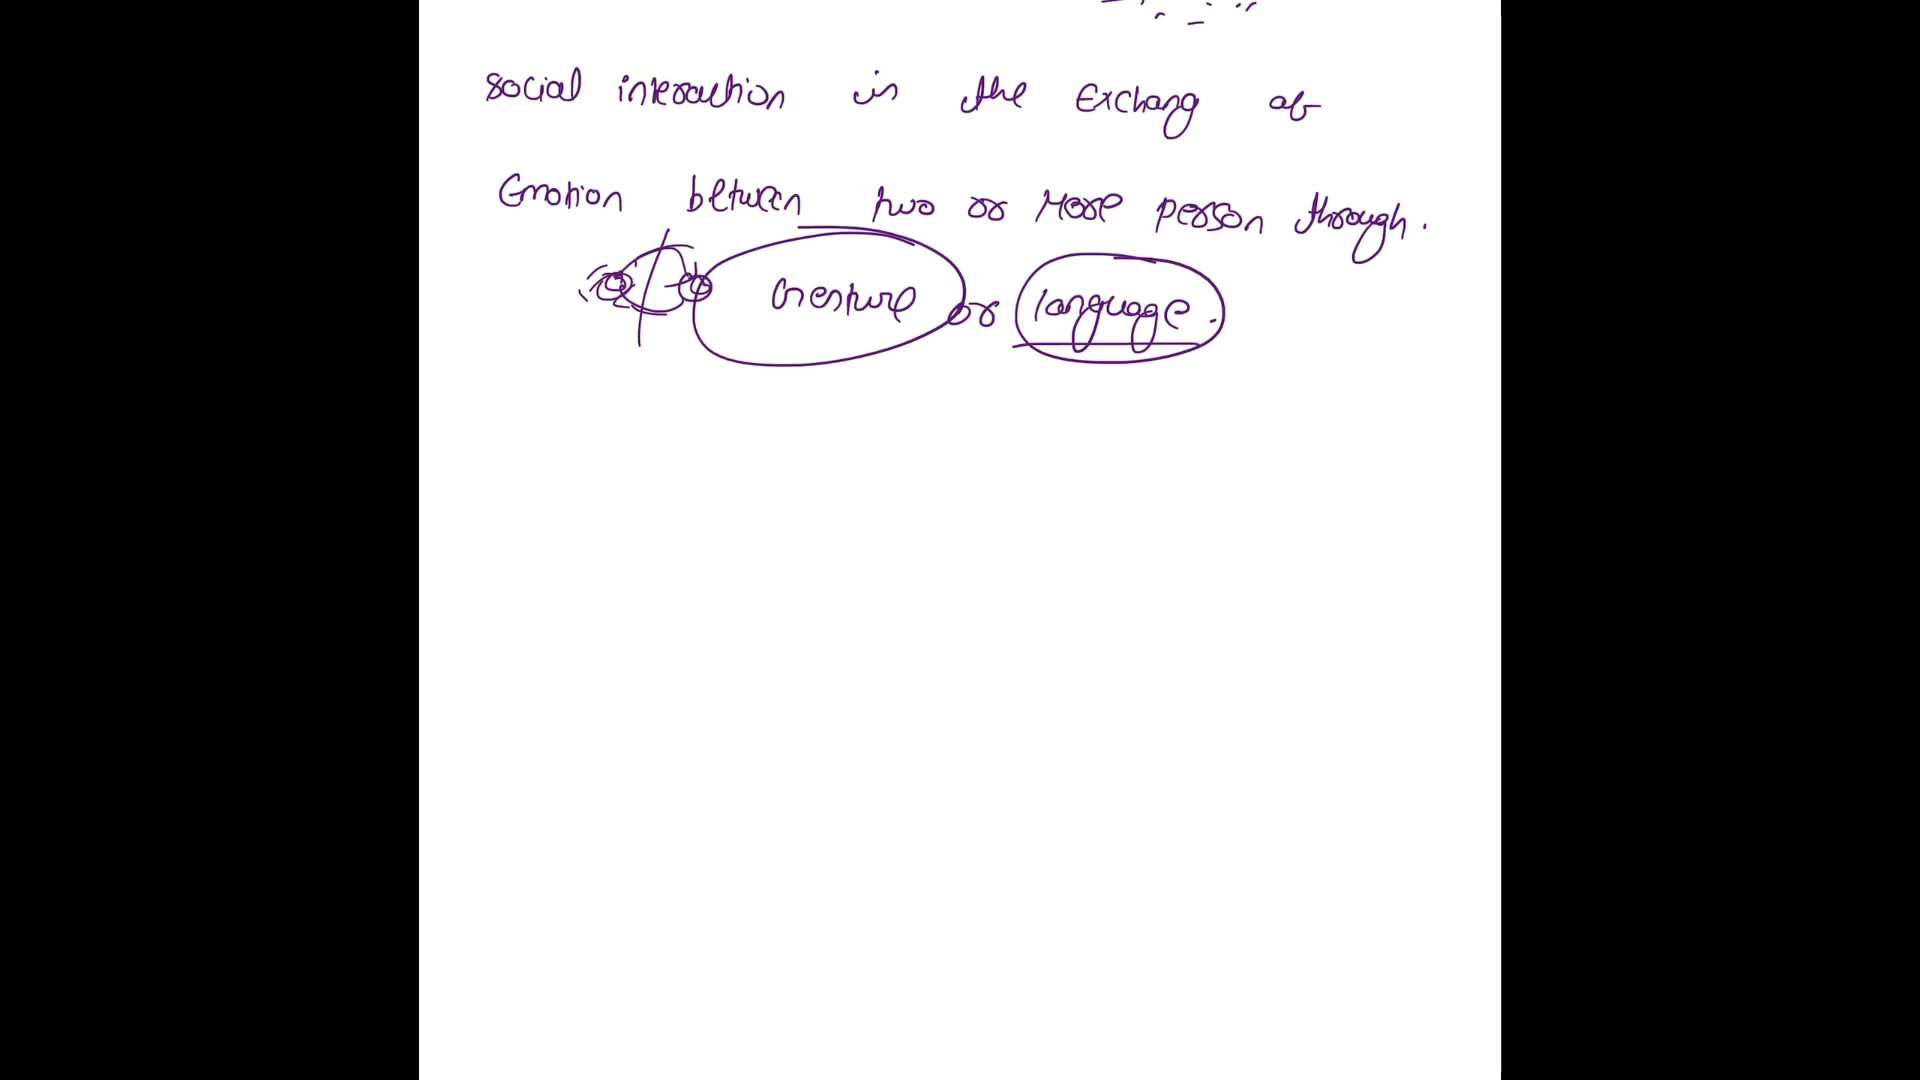 social interaction is the Exchang of
Emotion between two or More person through.
Gesture or language.